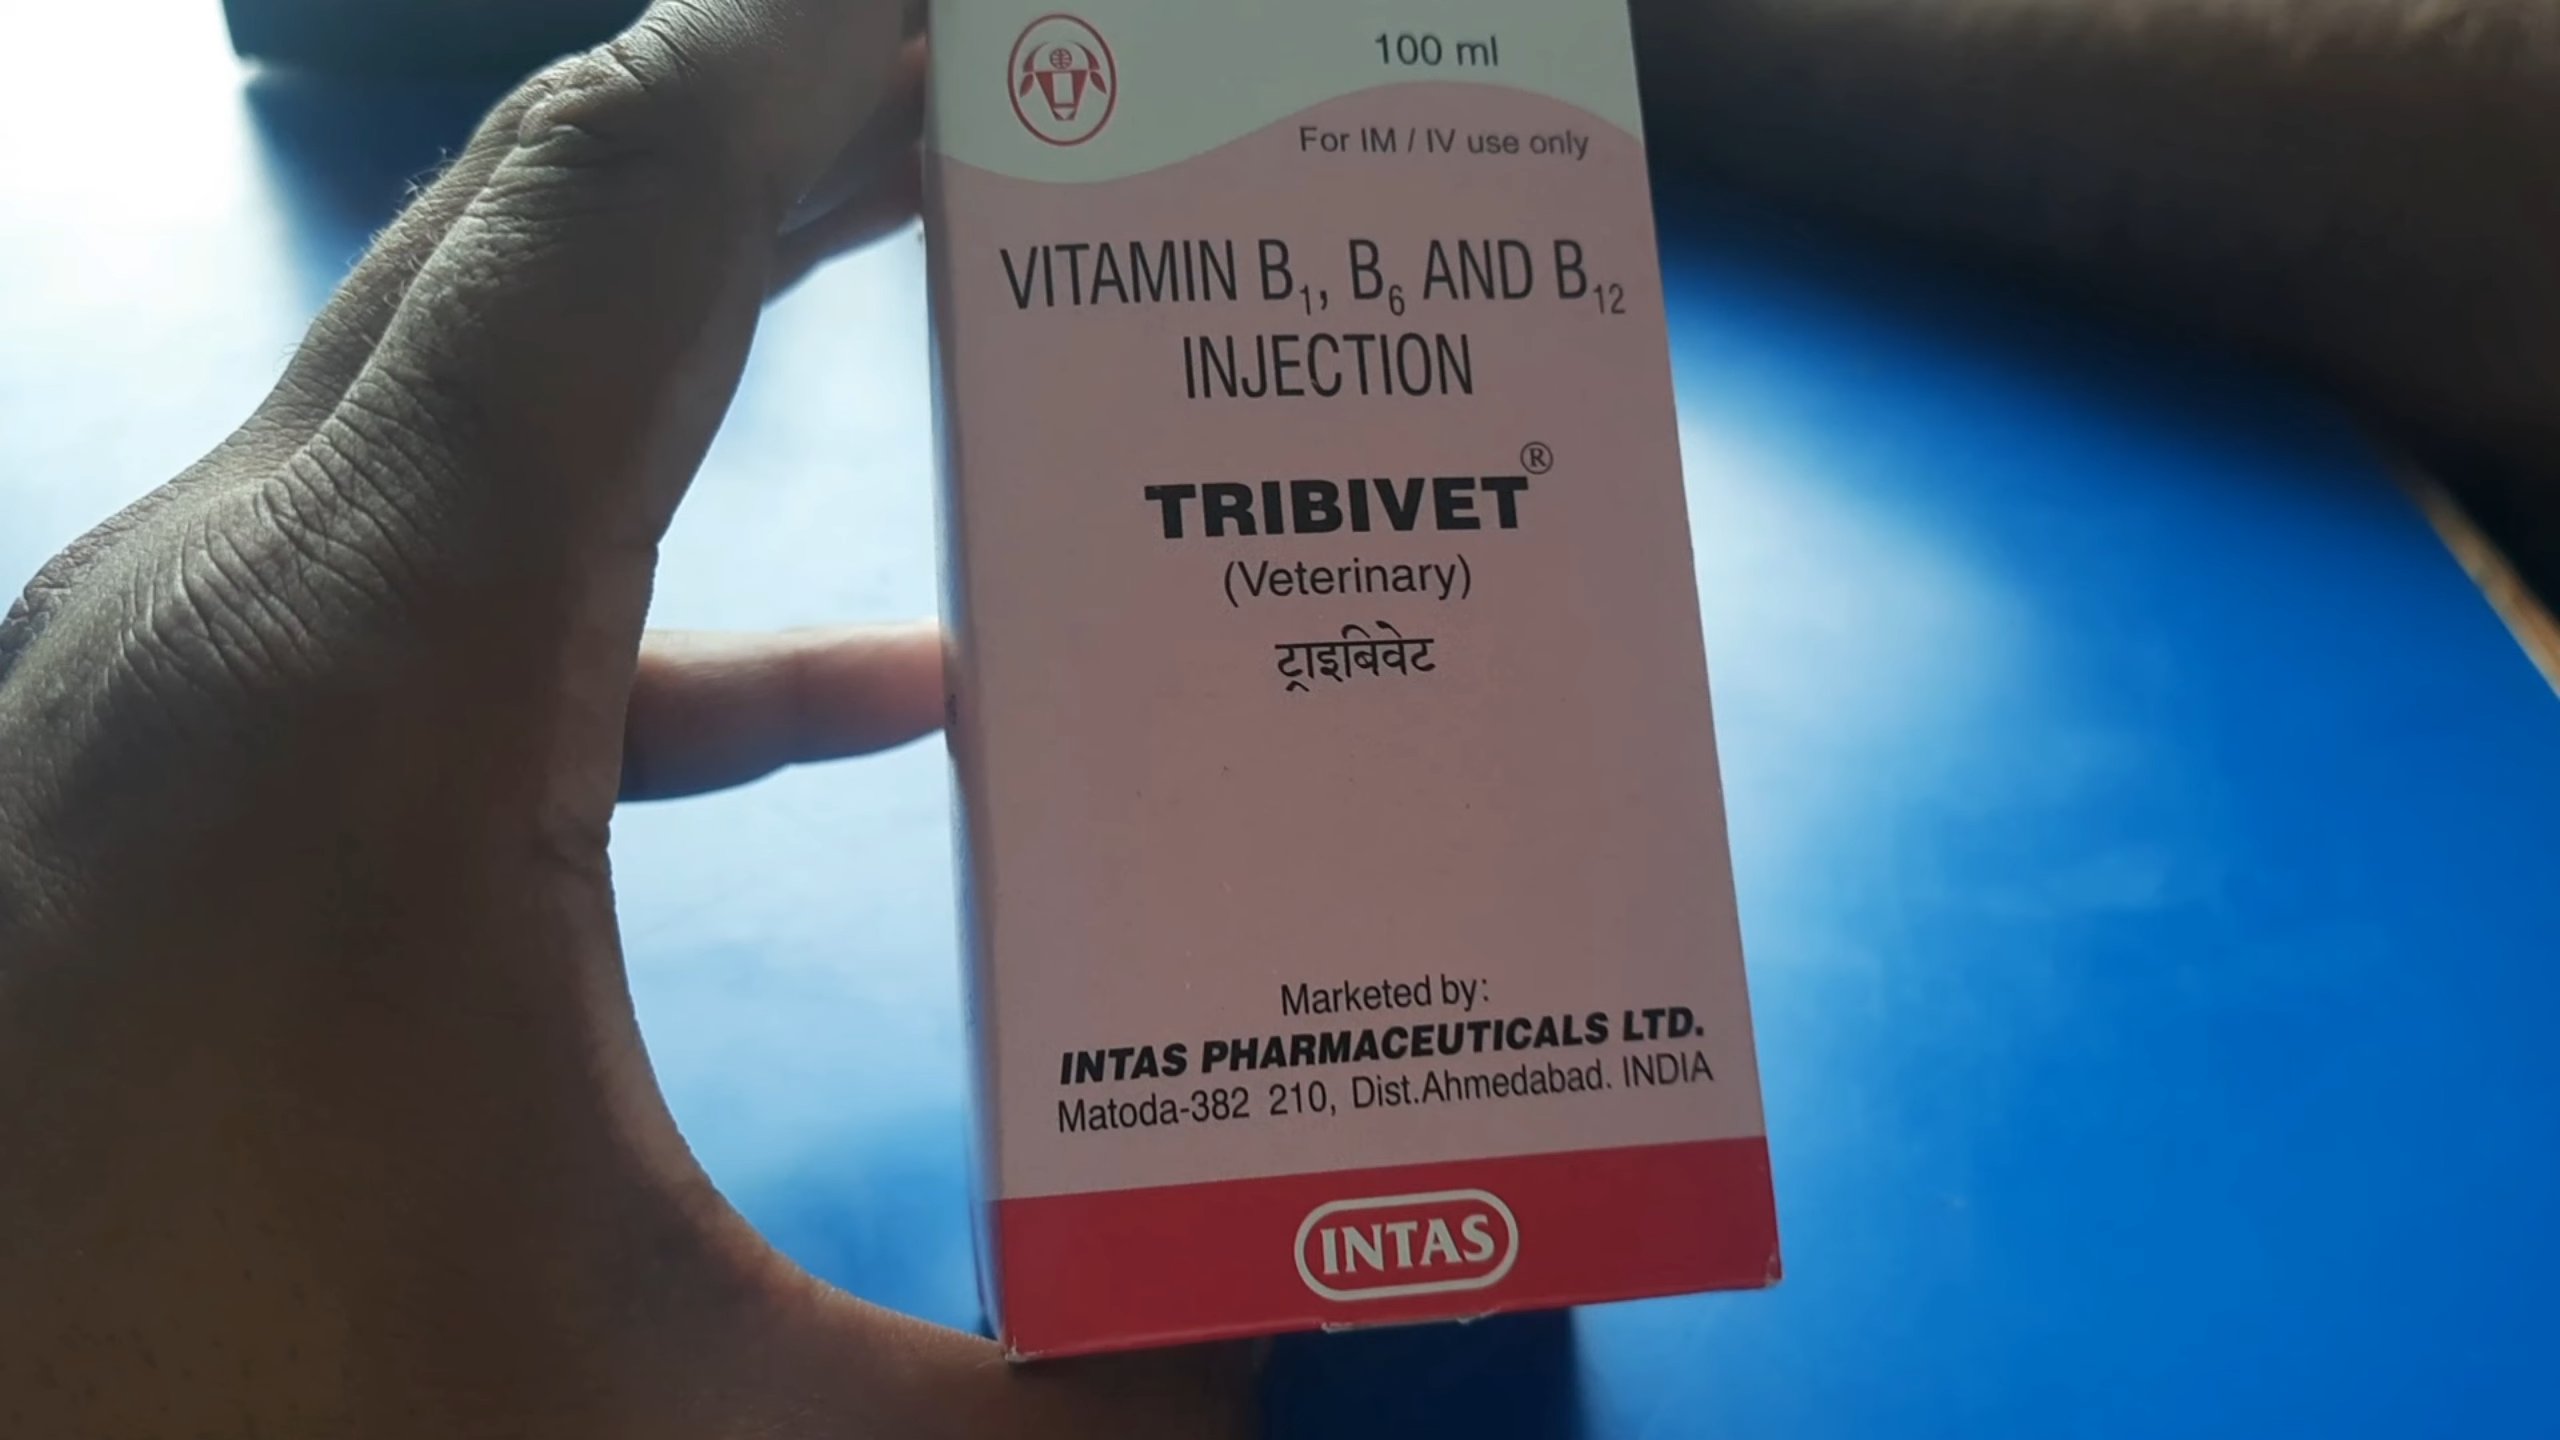 100 ml
For IM / IV use only
VITAMIN B₁, B₆ AND B₁₂
INJECTION
TRIBIVET®
(Veterinary)
ट्राइबिवेट
Marketed by:
INTAS PHARMACEUTICALS LTD.
Matoda-382 210, Dist.Ahmedabad. INDIA
INTAS